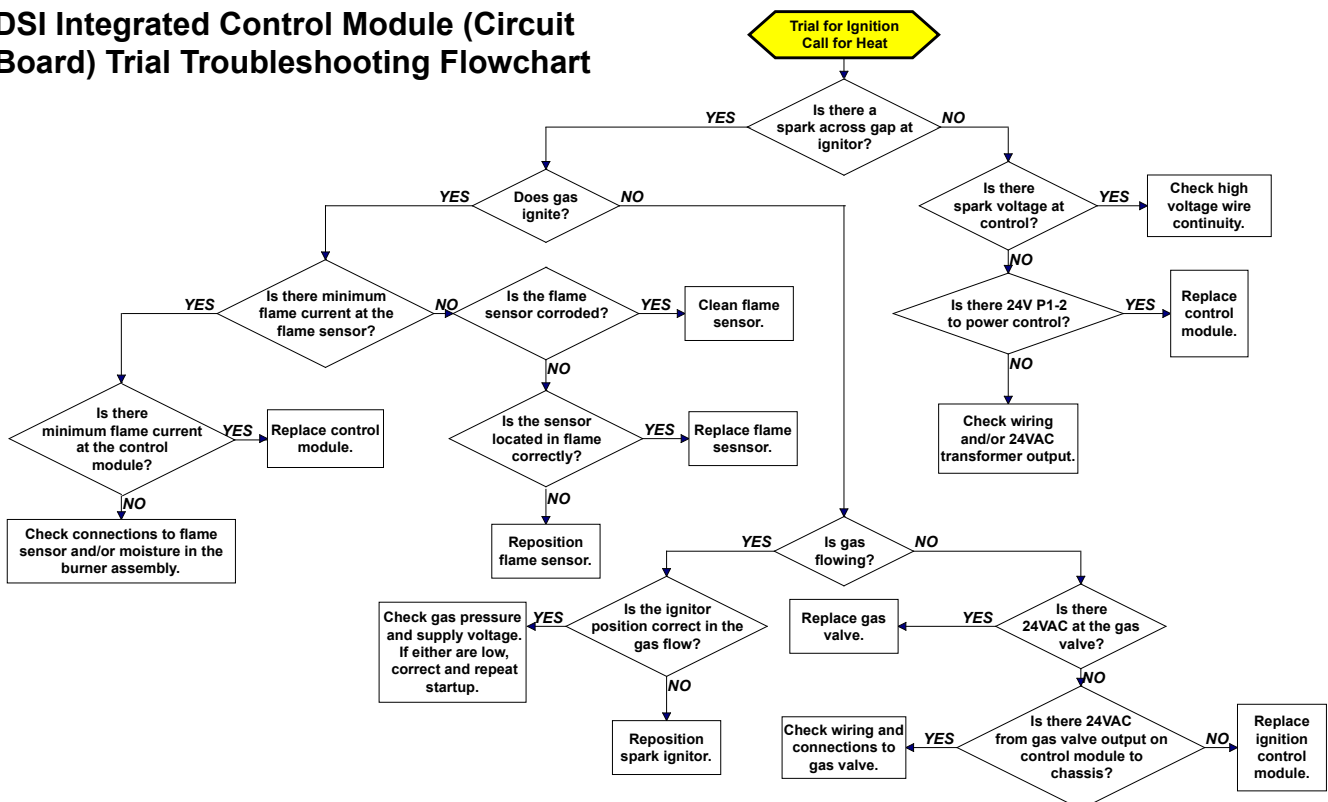 DSI Integrated Control Module (Circuit
Board) Trial Troubleshooting Flowchart
Trial for Ignition
Call for Heat
Is there a
spark across gap at
ignitor?
YES
NO
Does gas
ignite?
YES
NO
Is there
spark voltage at
control?
YES
Check high
voltage wire
continuity.
NO
Is there minimum
flame current at the
flame sensor?
YES
NO
Is the flame
sensor corroded?
YES
Clean flame
sensor.
Is there 24V P1-2
to power control?
YES
Replace
control
module.
NO
NO
Is there
minimum flame current
at the control
module?
YES
Replace control
module.
Is the sensor
located in flame
correctly?
YES
Replace flame
sesnsor.
Check wiring
and/or 24VAC
transformer output.
NO
NO
Check connections to flame
sensor and/or moisture in the
burner assembly.
Reposition
flame sensor.
Is gas
flowing?
YES
NO
Check gas pressure
and supply voltage.
If either are low,
correct and repeat
startup.
YES
Is the ignitor
position correct in the
gas flow?
Replace gas
valve.
YES
Is there
24VAC at the gas
valve?
NO
NO
Reposition
spark ignitor.
Check wiring and
connections to
gas valve.
YES
Is there 24VAC
from gas valve output on
control module to
chassis?
NO
Replace
ignition
control
module.